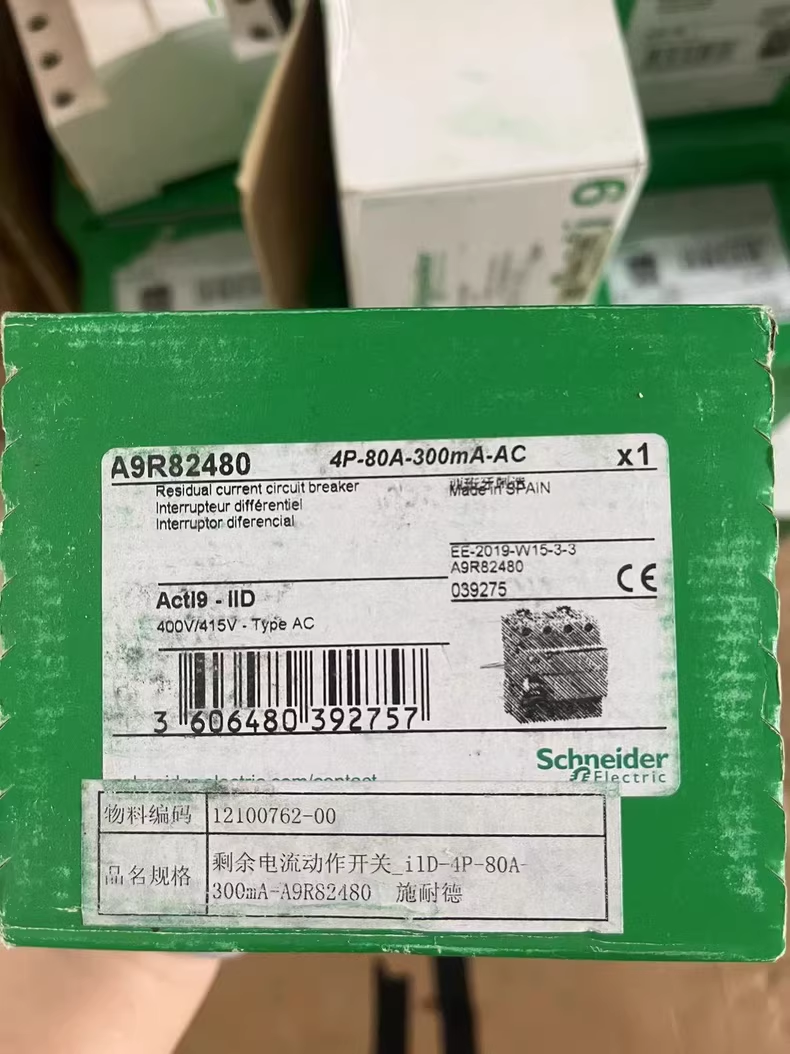 A9R82480
4P-80A-300mA-AC
x1
Residual current circuit breaker
Interrupteur différentiel
Interruptor diferencial
Made in SPAIN
EE-2019-W15-3-3
A9R82480
039275
CE
ActI9 - IID
400V/415V - Type AC
3 606480 392757
Schneider
Electric
物料编码
12100762-00
品名规格
剩余电流动作开关_i1D-4P-80A-
300mA-A9R82480 施耐德